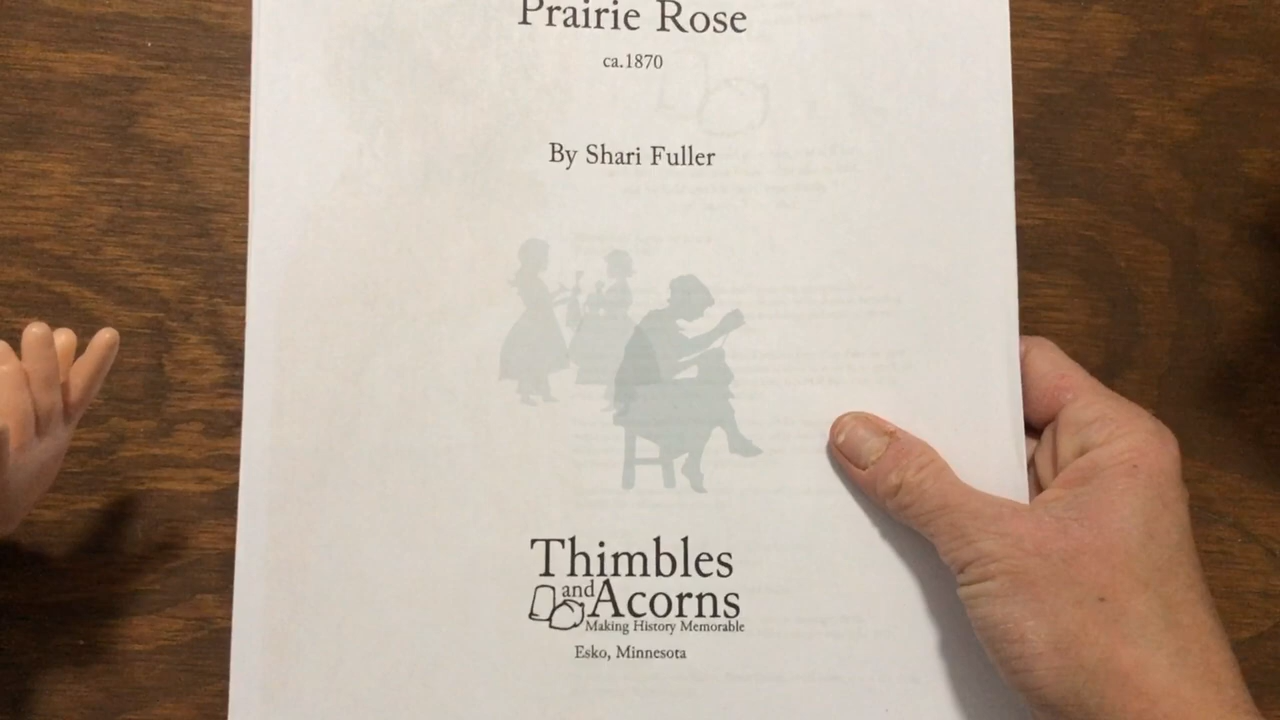 Prairie Rose
ca.1870
By Shari Fuller
Thimbles
and Acorns
Making History Memorable
Esko, Minnesota